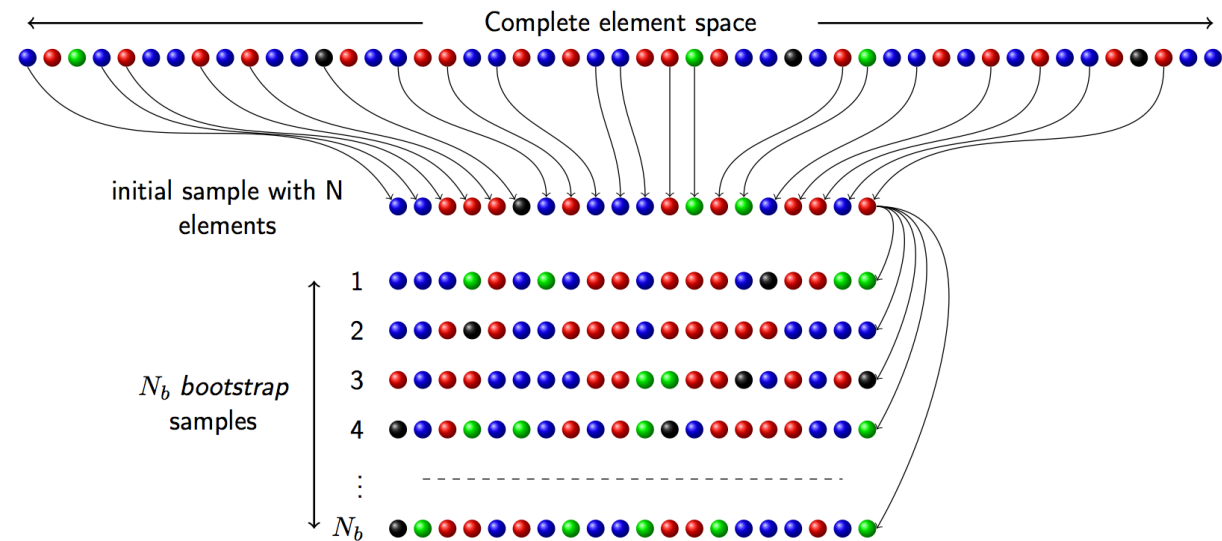 Complete element space
initial sample with N
elements
1
2
N_b bootstrap
samples
3
4
⋮
N_b